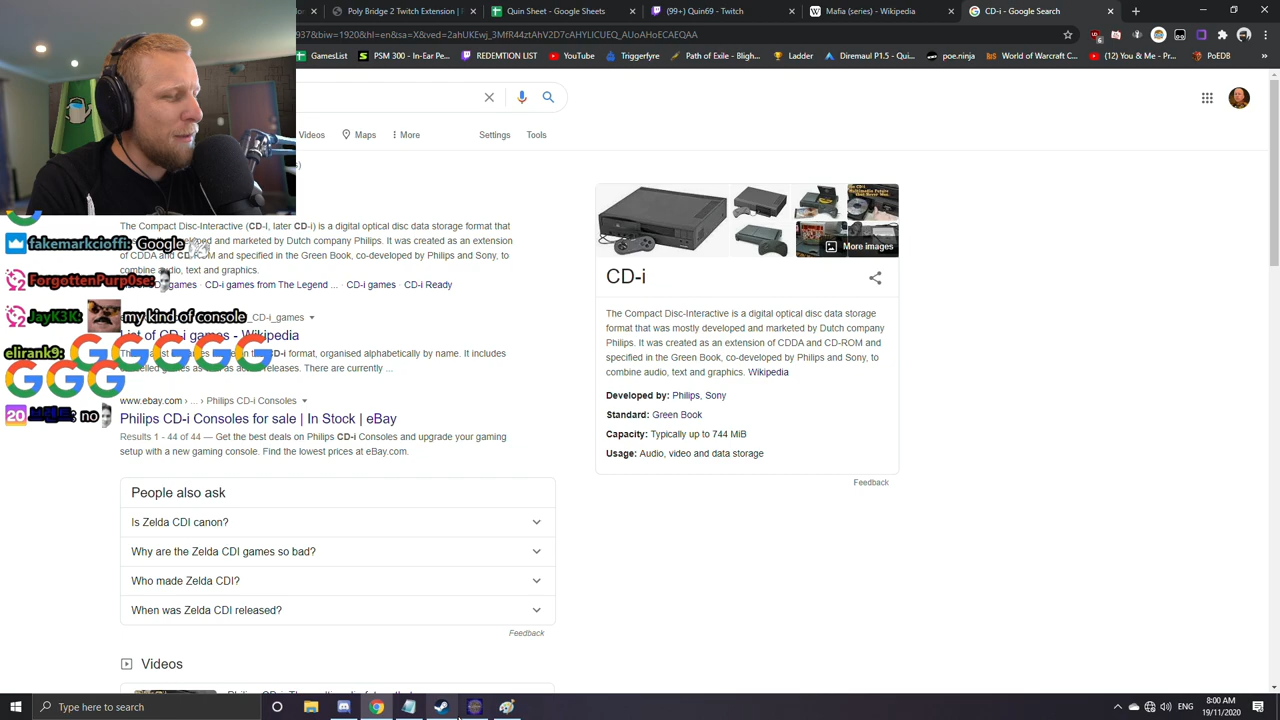 Poly Bridge 2 Twitch Extension
Quin Sheet - Google Sheets
(99+) Quin69 - Twitch
Mafia (series) - Wikipedia
CD-i - Google Search
GamesList
PSM Pro - In-Ear Pe...
REDEMTION LIST
YouTube
Triggerfyre
Path of Exile - Bligh...
Ladder
Diremaul P1.5 - Qui...
poe.ninja
World of Warcraft C...
(12) You & Me - Pr...
PoEDB
Videos
Maps
More
Settings
Tools
The Compact Disc-Interactive (CD-I, later CD-i) is a digital optical disc data storage format that
and marketed by Dutch company Philips. It was created as an extension
of CDDA and CD-ROM and specified in the Green Book, co-developed by Philips and Sony, to
combine audio, text and graphics.
games · CD-i games from The Legend ... · CD-i games · CD-i Ready
fakemarkcioffi: Google
ForgottenPurp0se:
JayK3K: my kind of console
elirank9:
no
_CD-i_games
List of CD-i games - Wikipedia
CD-i format, organised alphabetically by name. It includes
releases. There are currently ...
www.ebay.com › ... › Philips CD-i Consoles
Philips CD-i Consoles for sale | In Stock | eBay
Results 1 - 44 of 44 — Get the best deals on Philips CD-i Consoles and upgrade your gaming
setup with a new gaming console. Find the lowest prices at eBay.com.
People also ask
Is Zelda CDI canon?
Why are the Zelda CDI games so bad?
Who made Zelda CDI?
When was Zelda CDI released?
Feedback
Videos
More images
CD-i
The Compact Disc-Interactive is a digital optical disc data storage
format that was mostly developed and marketed by Dutch company
Philips. It was created as an extension of CDDA and CD-ROM and
specified in the Green Book, co-developed by Philips and Sony, to
combine audio, text and graphics. Wikipedia
Developed by: Philips, Sony
Standard: Green Book
Capacity: Typically up to 744 MiB
Usage: Audio, video and data storage
Feedback
Type here to search
ENG
8:00 AM
19/11/2020